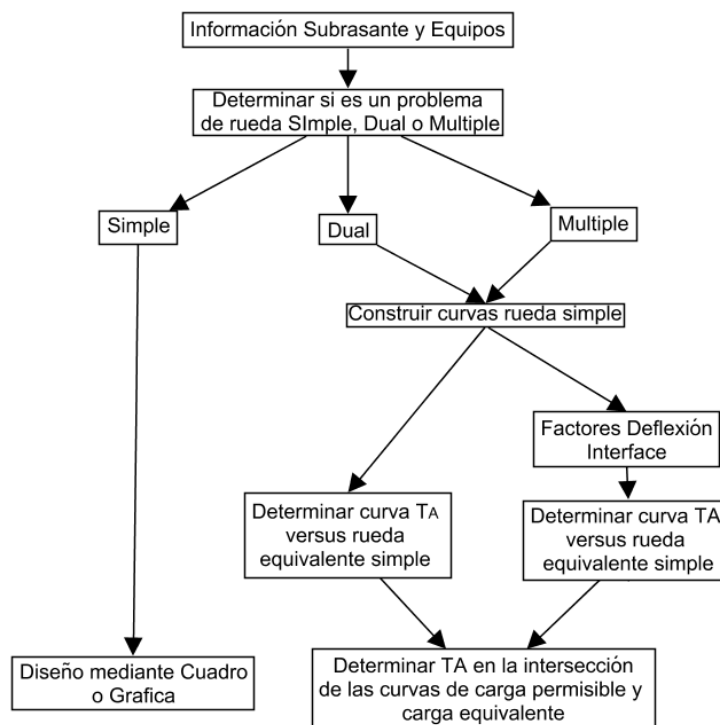 Información Subrasante y Equipos
Determinar si es un problema
de rueda SImple, Dual o Multiple
Simple
Dual
Multiple
Construir curvas rueda simple
Factores Deflexión
Interface
Determinar curva TA
versus rueda
equivalente simple
Determinar curva TA
versus rueda
equivalente simple
Diseño mediante Cuadro
o Grafica
Determinar TA en la intersección
de las curvas de carga permisible y
carga equivalente